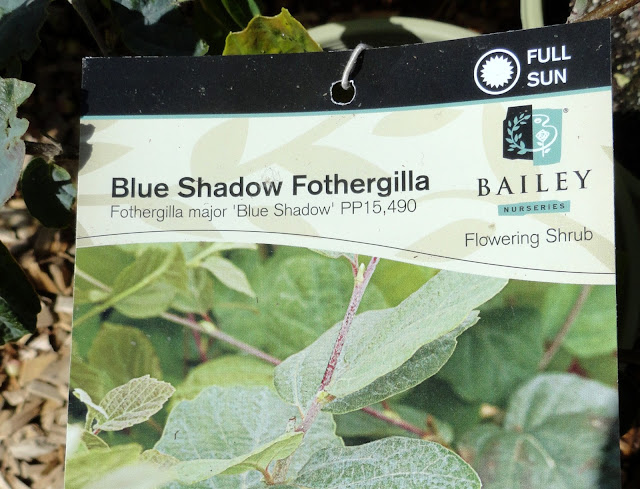 FULL
SUN
Blue Shadow Fothergilla
Fothergilla major 'Blue Shadow' PP15,490
®
BAILEY
NURSERIES
Flowering Shrub